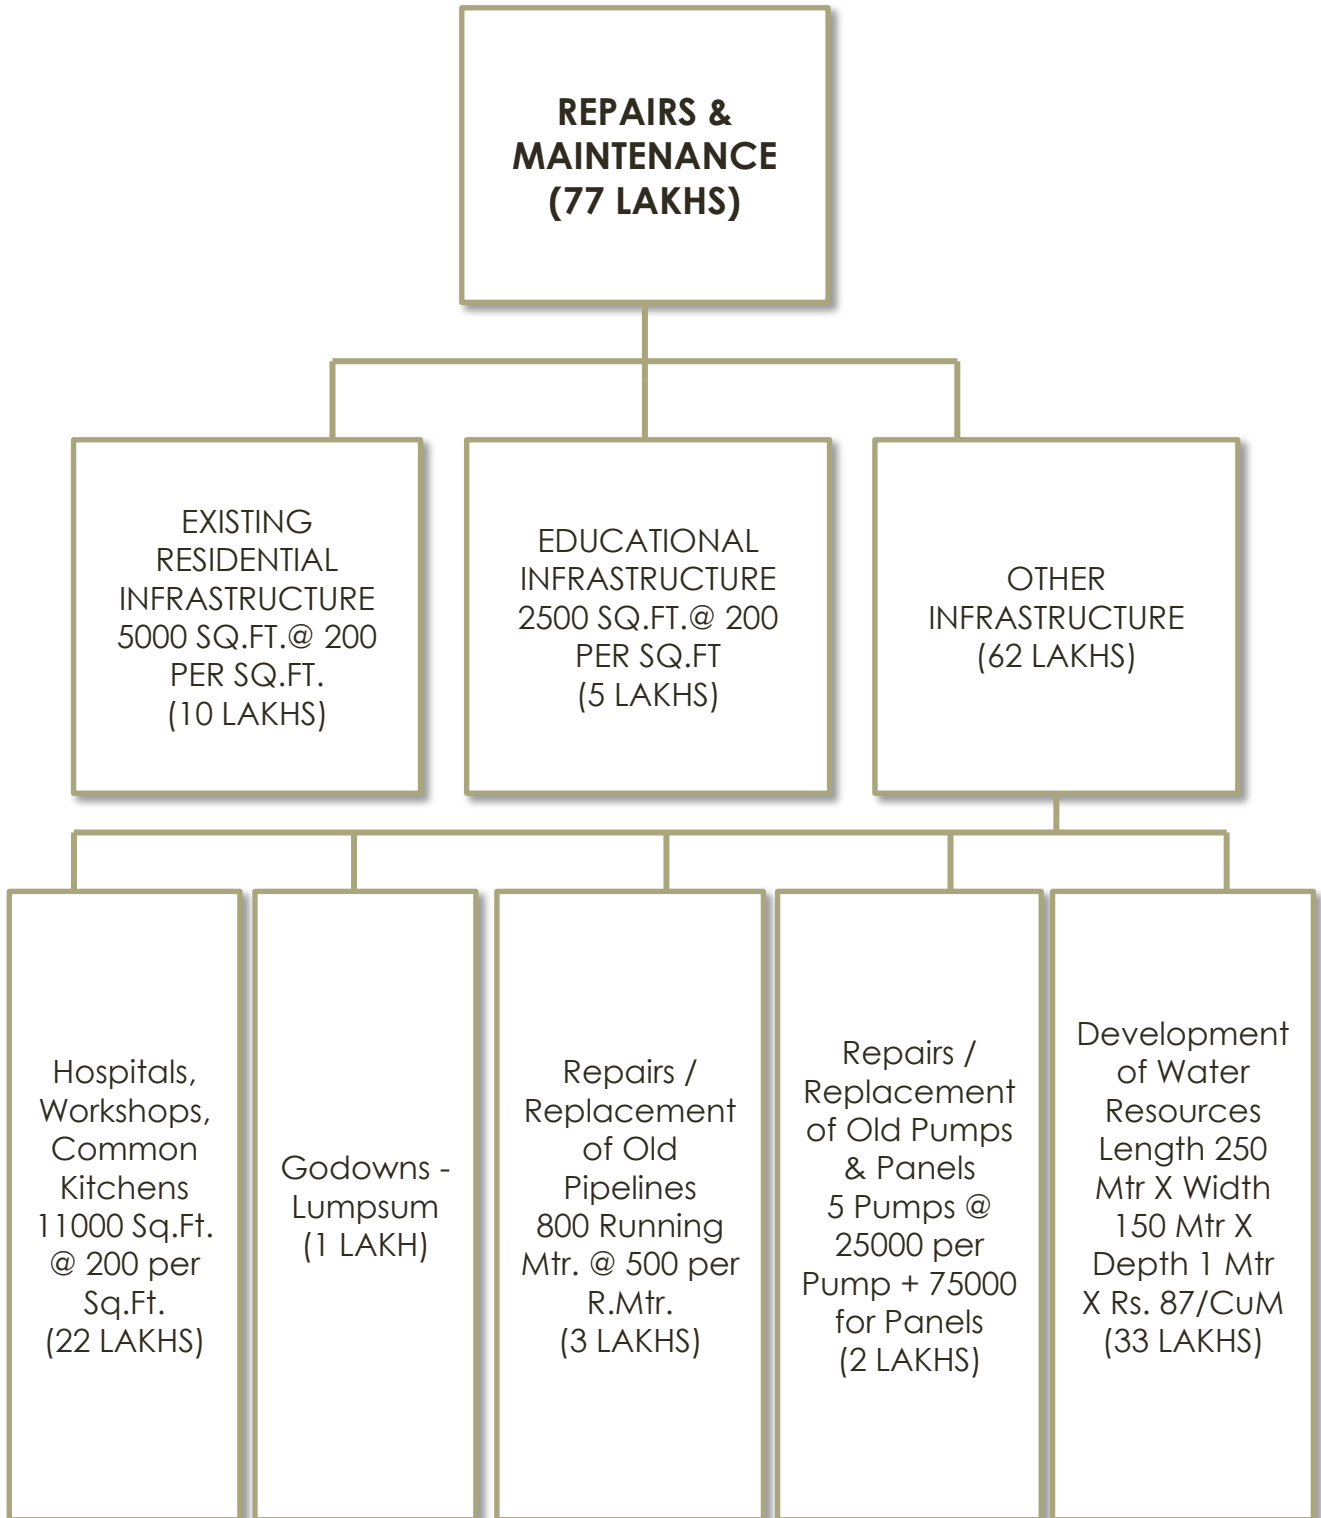 REPAIRS &
MAINTENANCE
(77 LAKHS)
EXISTING
RESIDENTIAL
INFRASTRUCTURE
5000 SQ.FT.@ 200
PER SQ.FT.
(10 LAKHS)
EDUCATIONAL
INFRASTRUCTURE
2500 SQ.FT.@ 200
PER SQ.FT
(5 LAKHS)
OTHER
INFRASTRUCTURE
(62 LAKHS)
Hospitals,
Workshops,
Common
Kitchens
11000 Sq.Ft.
@ 200 per
Sq.Ft.
(22 LAKHS)
Godowns -
Lumpsum
(1 LAKH)
Repairs /
Replacement
of Old
Pipelines
800 Running
Mtr. @ 500 per
R.Mtr.
(3 LAKHS)
Repairs /
Replacement
of Old Pumps
& Panels
5 Pumps @
25000 per
Pump + 75000
for Panels
(2 LAKHS)
Development
of Water
Resources
Length 250
Mtr X Width
150 Mtr X
Depth 1 Mtr
X Rs. 87/CuM
(33 LAKHS)